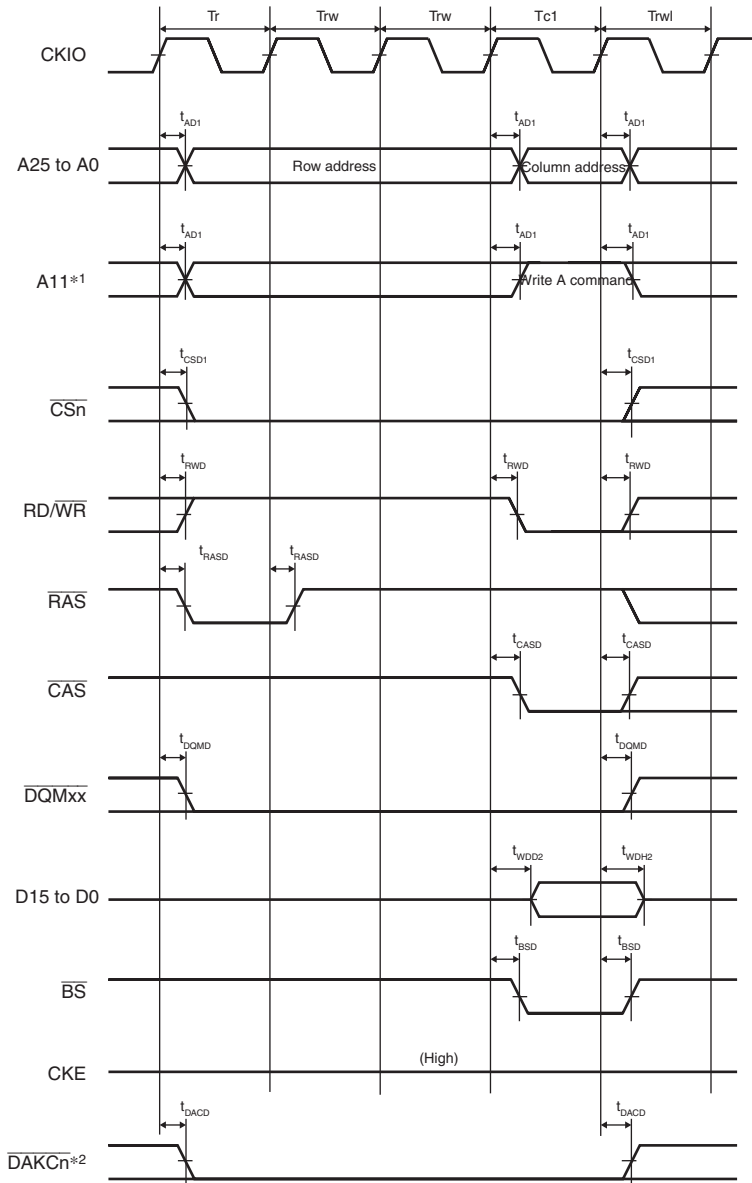 Tr Trw Trw Tc1 Trwl
CKIO
tAD1 tAD1 tAD1
A25 to A0 Row address Column address
tAD1 tAD1 tAD1
A11*1 Write A command
tCSD1 tCSD1
CSn
tRWD tRWD tRWD
RD/WR
tRASD tRASD
RAS
tCASD tCASD
CAS
tDQMD tDQMD
DQMxx
tWDD2 tWDH2
D15 to D0
tBSD tBSD
BS
(High)
CKE
tDACD tDACD
DAKCn*2